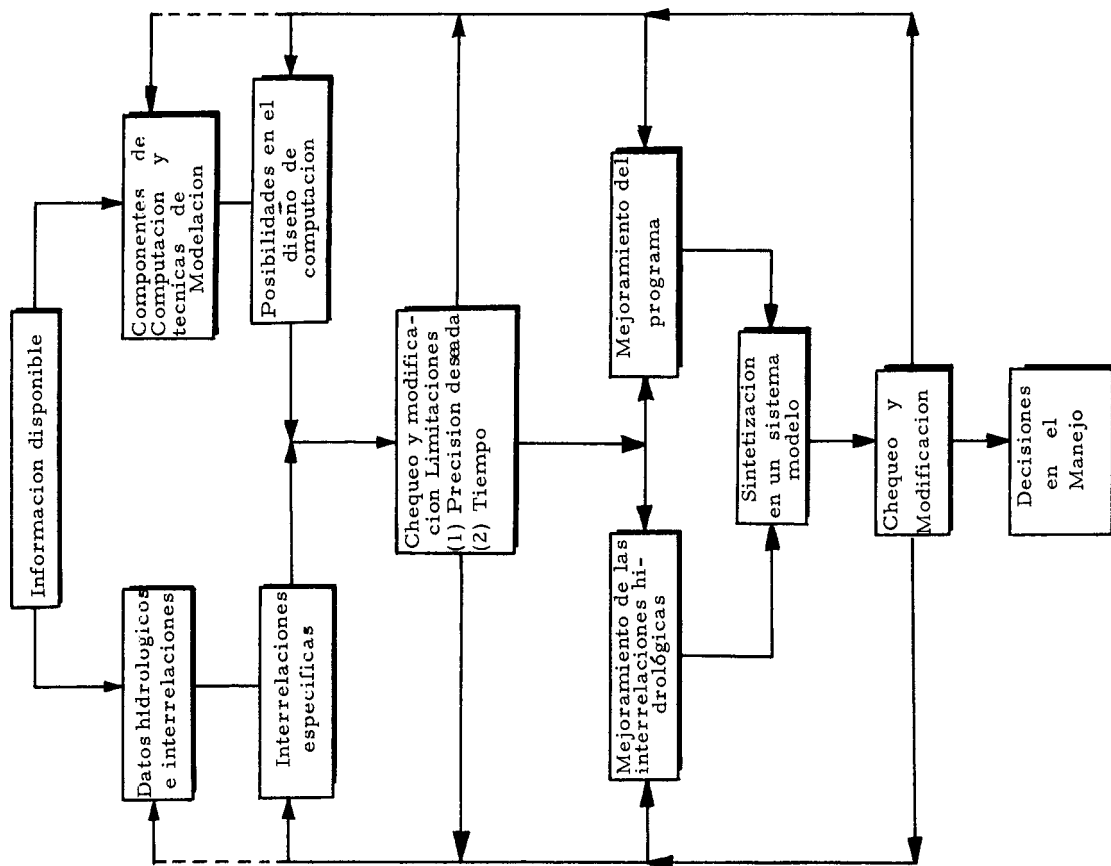 Informacion disponible
Datos hidrologicos
e interrelaciones
Componentes de
Computacion y
tecnicas de
Modelacion
Interrelaciones
especificas
Posibilidades en el
diseño de
computacion
Chequeo y modifica-
cion Limitaciones
(1) Precision deseada
(2) Tiempo
Mejoramiento de las
interrelaciones hi-
drológicas
Mejoramiento del
programa
Sintetizacion
en un sistema
modelo
Chequeo y
Modificacion
Decisiones
en el
Manejo